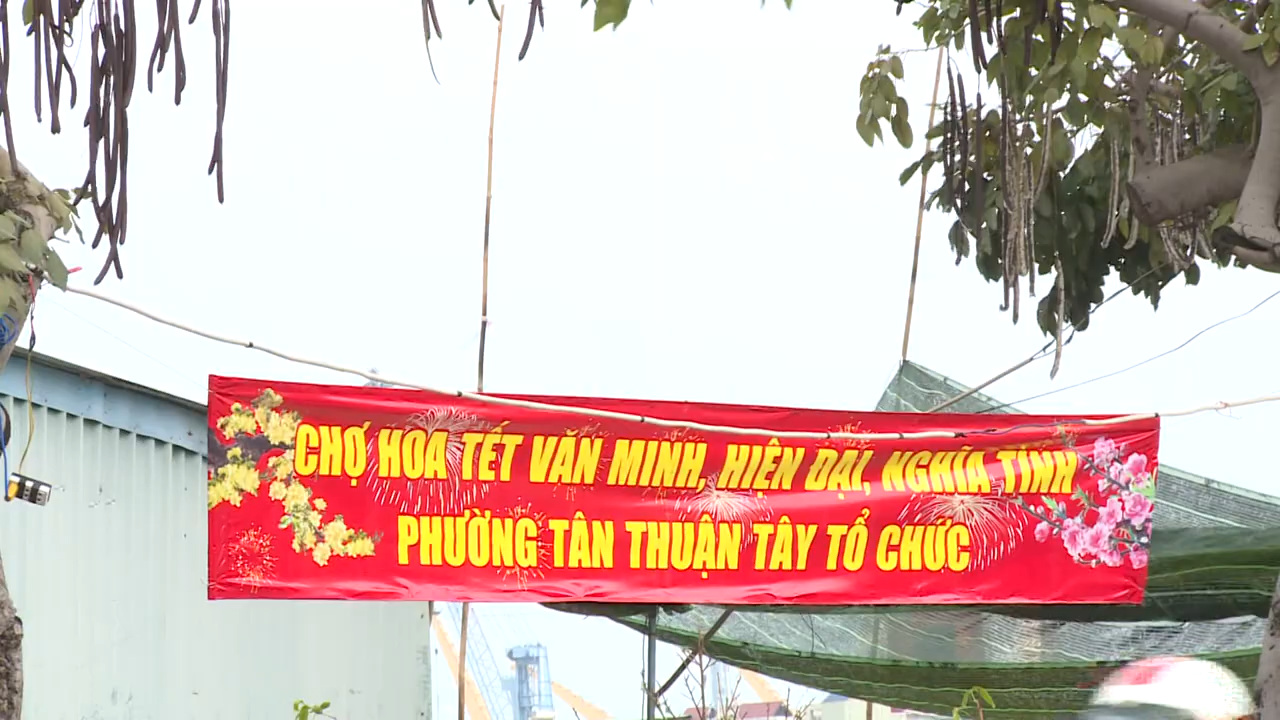 CHỢ HOA TẾT VĂN MINH, HIỆN ĐẠI, NGHĨA TÌNH
PHƯỜNG TÂN THUẬN TÂY TỔ CHỨC